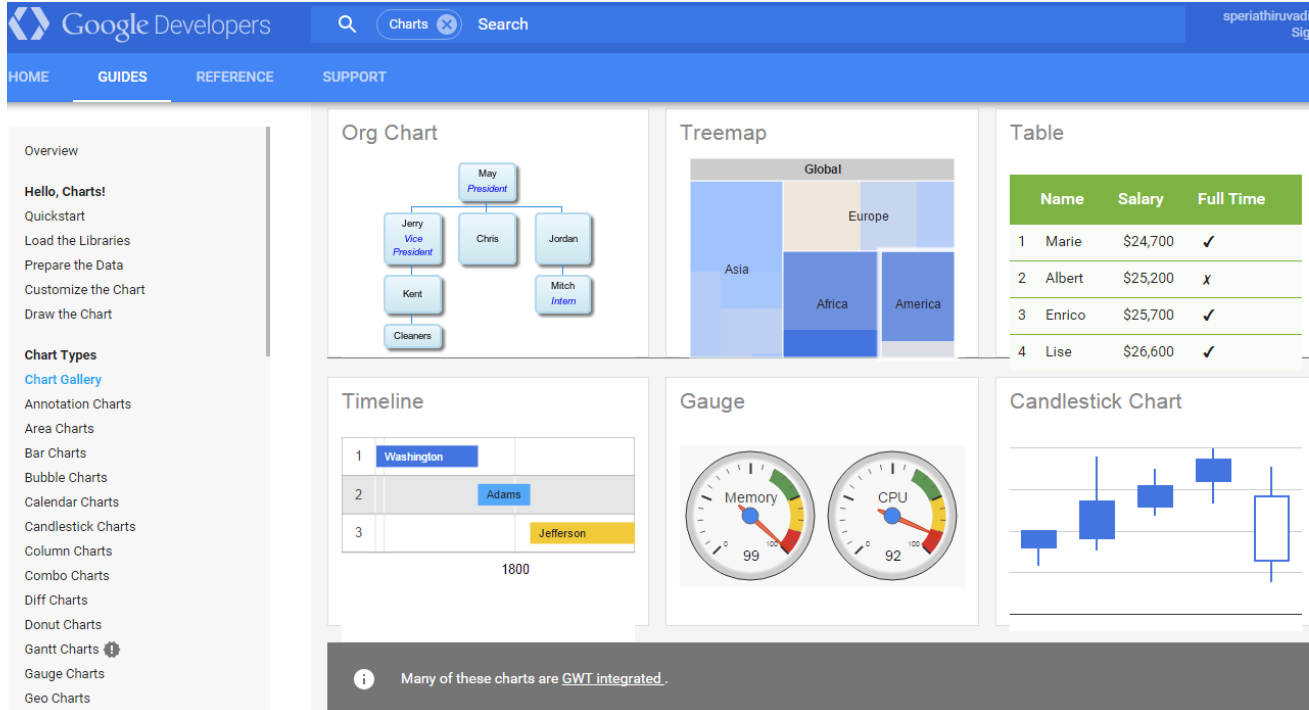 Google Developers
Charts
Search
speriathiruvadi
Sig
HOME
GUIDES
REFERENCE
SUPPORT
Overview
Hello, Charts!
Quickstart
Load the Libraries
Prepare the Data
Customize the Chart
Draw the Chart
Chart Types
Chart Gallery
Annotation Charts
Area Charts
Bar Charts
Bubble Charts
Calendar Charts
Candlestick Charts
Column Charts
Combo Charts
Diff Charts
Donut Charts
Gantt Charts
Gauge Charts
Geo Charts
Org Chart
May
President
Jerry
Vice
President
Chris
Jordan
Kent
Mitch
Intern
Cleaners
Treemap
Global
Asia
Europe
Africa
America
Table
Name Salary Full Time
1 Marie $24,700 ✓
2 Albert $25,200 ✗
3 Enrico $25,700 ✓
4 Lise $26,600 ✓
Timeline
1 Washington
2 Adams
3 Jefferson
1800
Gauge
Memory
0
100
99
CPU
0
100
92
Candlestick Chart
Many of these charts are GWT integrated .